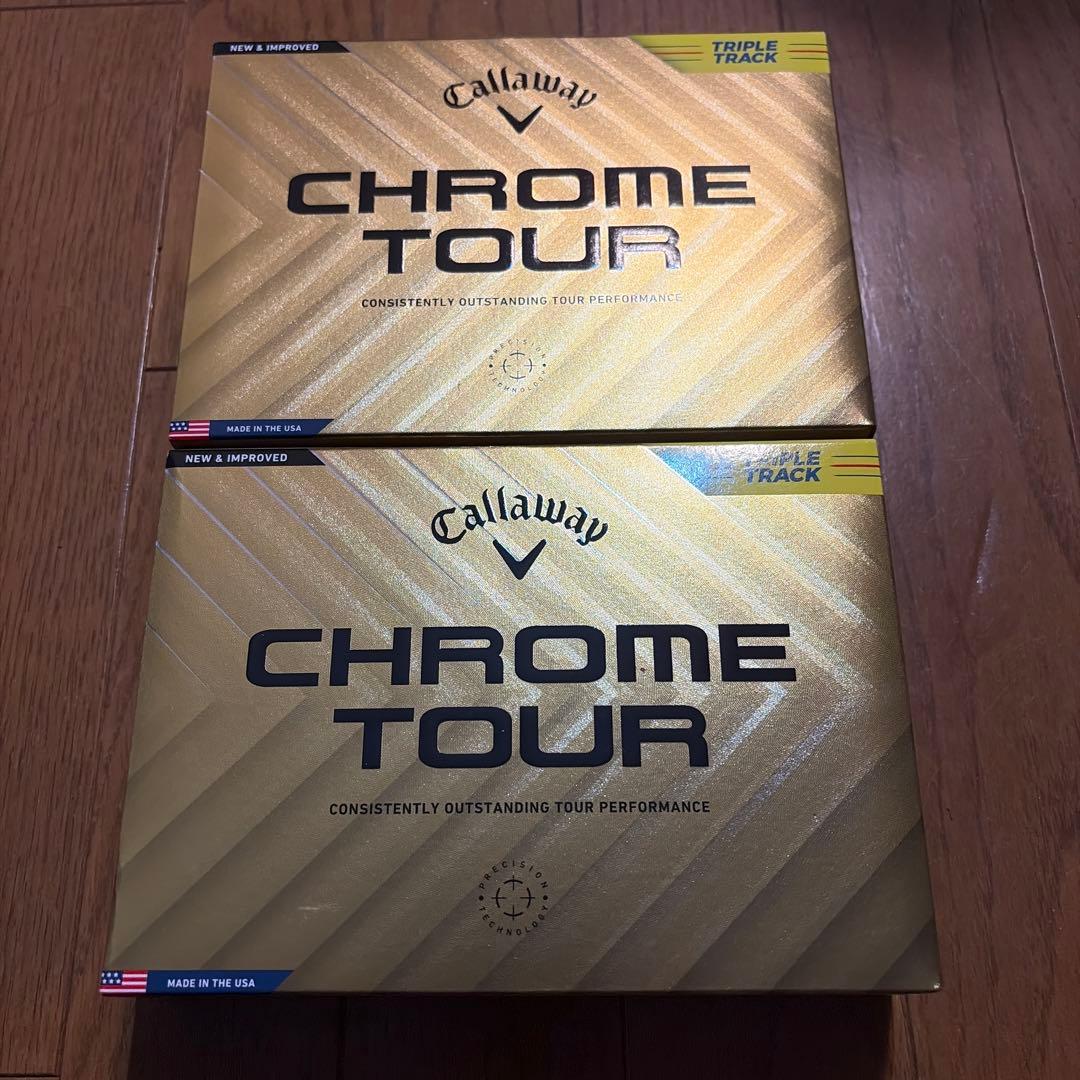 NEW & IMPROVED
TRIPLE
TRACK
Callaway
CHROME
TOUR
CONSISTENTLY OUTSTANDING TOUR PERFORMANCE
PRECISION TECHNOLOGY
MADE IN THE USA
NEW & IMPROVED
TRIPLE
TRACK
Callaway
CHROME
TOUR
CONSISTENTLY OUTSTANDING TOUR PERFORMANCE
PRECISION TECHNOLOGY
MADE IN THE USA